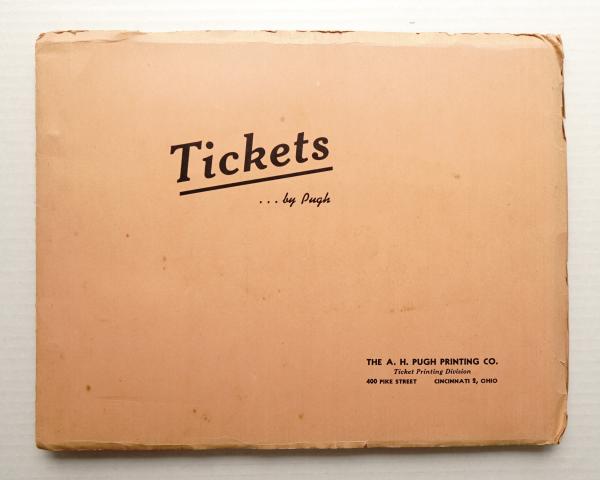 Tickets
...by Pugh
THE A. H. PUGH PRINTING CO.
Ticket Printing Division
400 PIKE STREET CINCINNATI 2, OHIO